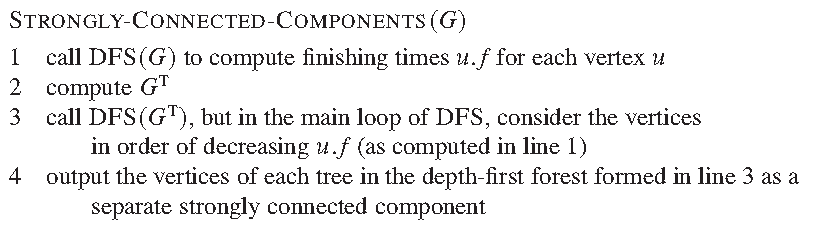 STRONGLY-CONNECTED-COMPONENTS(G)
1 call DFS(G) to compute finishing times u.f for each vertex u
2 compute Gᵀ
3 call DFS(Gᵀ), but in the main loop of DFS, consider the vertices
in order of decreasing u.f (as computed in line 1)
4 output the vertices of each tree in the depth-first forest formed in line 3 as a
separate strongly connected component